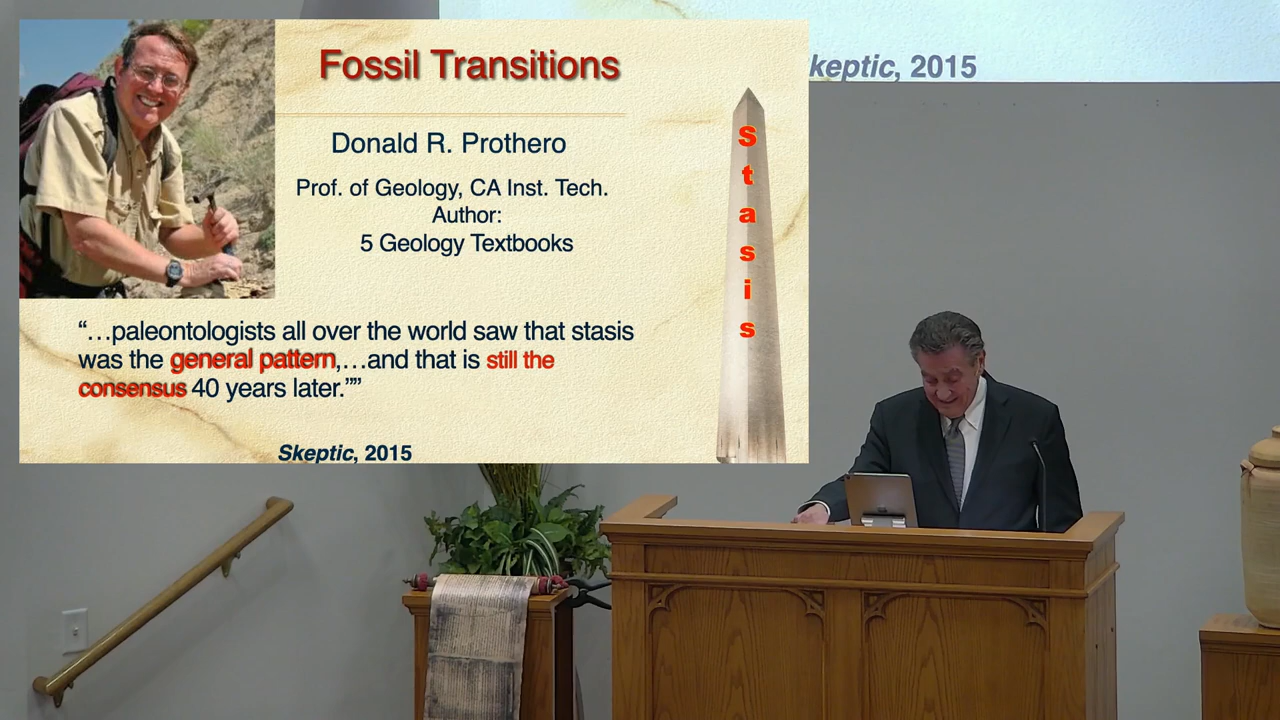 Fossil Transitions
Donald R. Prothero
Prof. of Geology, CA Inst. Tech.
Author:
5 Geology Textbooks
“…paleontologists all over the world saw that stasis
was the general pattern,…and that is still the
consensus 40 years later.””
Skeptic, 2015
Stasis
keptic, 2015